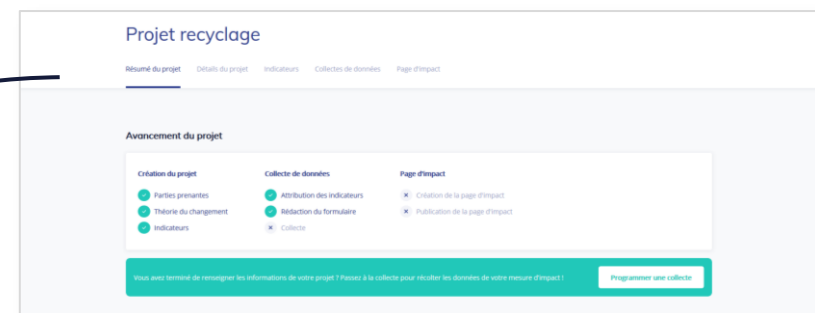 Projet recyclage
Résumé du projet Détails du projet Indicateurs Collectes de données Page d'impact
Avancement du projet
Création du projet
Parties prenantes
Théorie du changement
Indicateurs
Collecte de données
Attribution des indicateurs
Rédaction du formulaire
Collecte
Page d'impact
Création de la page d'impact
Publication de la page d'impact
Vous avez terminé de renseigner les informations de votre projet ? Passez à la collecte pour récolter les données de votre mesure d'impact !
Programmer une collecte